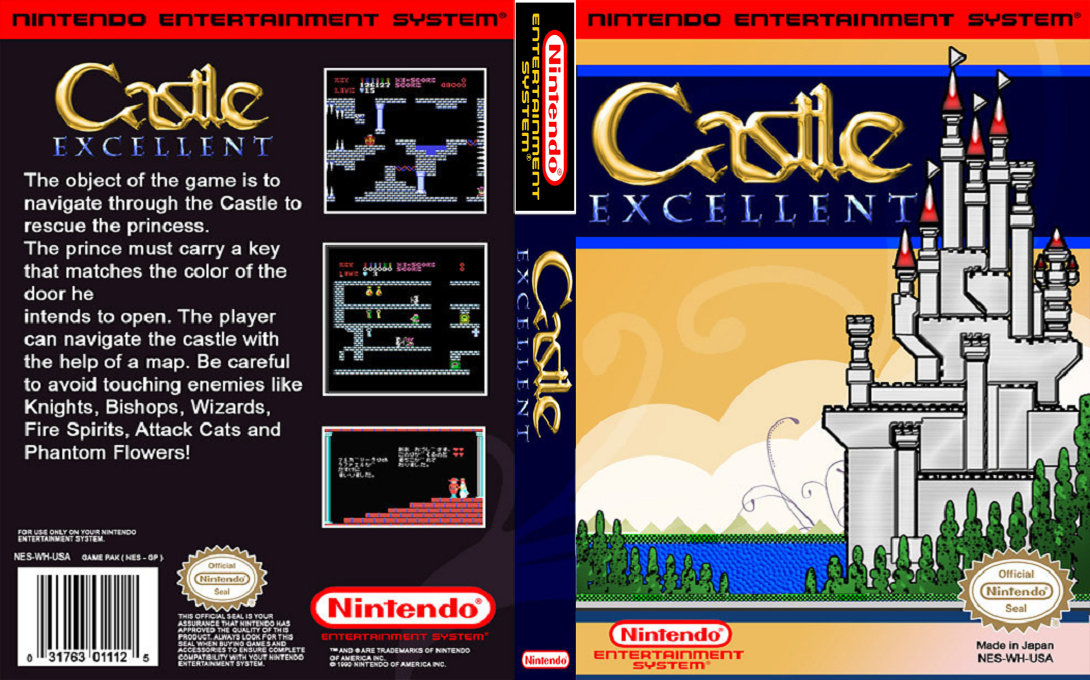 NINTENDO ENTERTAINMENT SYSTEM®
Castle
EXCELLENT
The object of the game is to
navigate through the Castle to
rescue the princess.
The prince must carry a key
that matches the color of the
door he
intends to open. The player
can navigate the castle with
the help of a map. Be careful
to avoid touching enemies like
Knights, Bishops, Wizards,
Fire Spirits, Attack Cats and
Phantom Flowers!
KEY HI-SCORE
SCORE
FOR USE ONLY ON YOUR NINTENDO
ENTERTAINMENT SYSTEM.
NES-WH-USA GAME PAK ( NES - GP )
Official
Nintendo®
Seal
0 31763 01112 5
THIS OFFICIAL SEAL IS YOUR
ASSURANCE THAT NINTENDO HAS
APPROVED THE QUALITY OF THIS
PRODUCT. ALWAYS LOOK FOR THIS
SEAL WHEN BUYING GAMES AND
ACCESSORIES TO ENSURE COMPLETE
COMPATIBILITY WITH YOUT NINTENDO
ENTERTAINMENT SYSTEM.
Nintendo®
ENTERTAINMENT SYSTEM®
™ AND ® ARE TRADEMARKS OF NINTENDO
OF AMERICA INC.
© 1990 NINTENDO OF AMERICA INC.
Nintendo®
ENTERTAINMENT
SYSTEM®
Castle
EXCELLENT
Nintendo
NINTENDO ENTERTAINMENT SYSTEM®
Castle
EXCELLENT
Official
Nintendo®
Seal
Nintendo®
ENTERTAINMENT
SYSTEM®
Made in Japan
NES-WH-USA